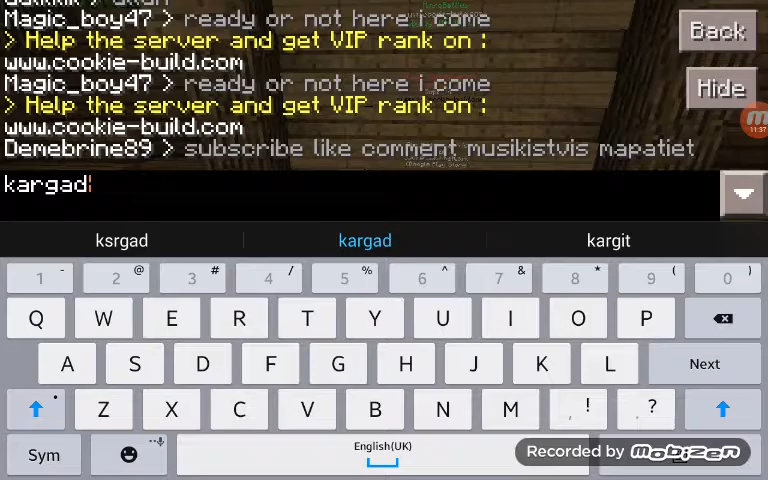 Magic_boy47 > ready or not here i come
> Help the server and get VIP rank on :
www.cookie-build.com
Magic_boy47 > ready or not here i come
> Help the server and get VIP rank on :
www.cookie-build.com
Demebrine89 > subscribe like comment musikistvis mapatiet
Back
Hide
11:37
kargad
ksrgad kargad kargit
1 - 2 @ 3 # 4 / 5 % 6 ^ 7 & 8 * 9 ( 0 )
Q W E R T Y U I O P
A S D F G H J K L Next
Z X C V B N M , ! . ?
Sym English(UK)
Recorded by mobizen